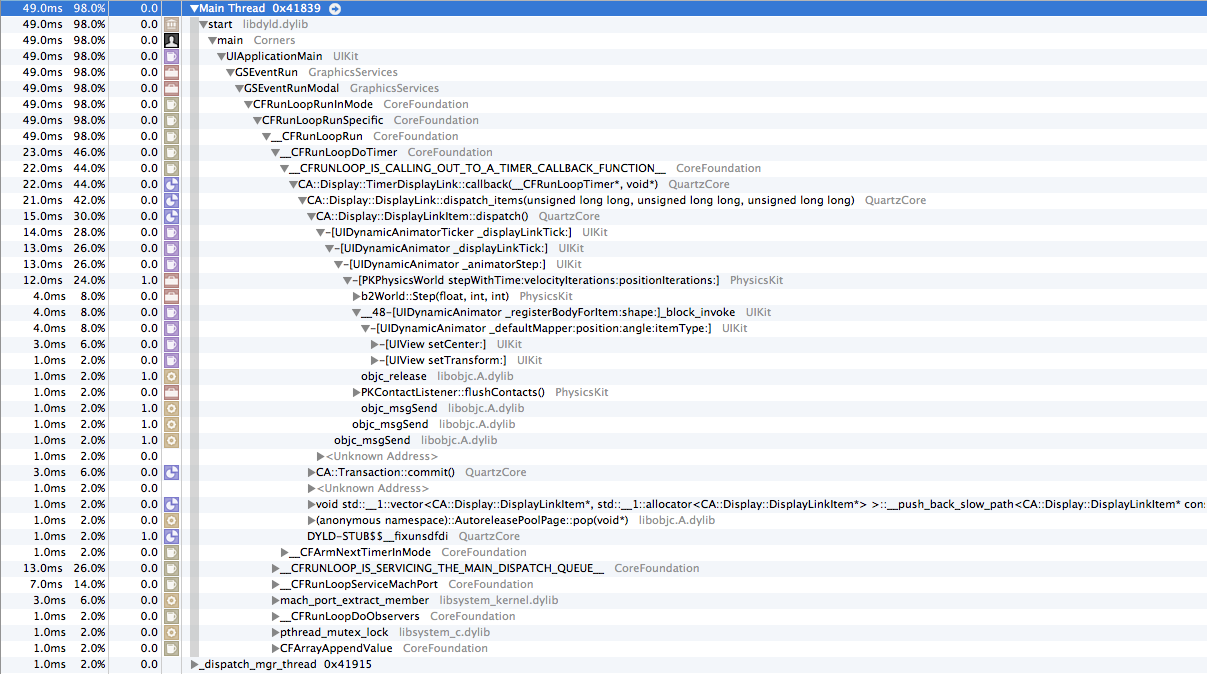 49.0ms 98.0% 0.0 Main Thread 0x41839
49.0ms 98.0% 0.0 start libdyld.dylib
49.0ms 98.0% 0.0 main Corners
49.0ms 98.0% 0.0 UIApplicationMain UIKit
49.0ms 98.0% 0.0 GSEventRun GraphicsServices
49.0ms 98.0% 0.0 GSEventRunModal GraphicsServices
49.0ms 98.0% 0.0 CFRunLoopRunInMode CoreFoundation
49.0ms 98.0% 0.0 CFRunLoopRunSpecific CoreFoundation
49.0ms 98.0% 0.0 __CFRunLoopRun CoreFoundation
23.0ms 46.0% 0.0 __CFRunLoopDoTimer CoreFoundation
22.0ms 44.0% 0.0 __CFRUNLOOP_IS_CALLING_OUT_TO_A_TIMER_CALLBACK_FUNCTION__ CoreFoundation
22.0ms 44.0% 0.0 CA::Display::TimerDisplayLink::callback(__CFRunLoopTimer*, void*) QuartzCore
21.0ms 42.0% 0.0 CA::Display::DisplayLink::dispatch_items(unsigned long long, unsigned long long, unsigned long long) QuartzCore
15.0ms 30.0% 0.0 CA::Display::DisplayLinkItem::dispatch() QuartzCore
14.0ms 28.0% 0.0 -[UIDynamicAnimatorTicker _displayLinkTick:] UIKit
13.0ms 26.0% 0.0 -[UIDynamicAnimator _displayLinkTick:] UIKit
13.0ms 26.0% 0.0 -[UIDynamicAnimator _animatorStep:] UIKit
12.0ms 24.0% 1.0 -[PKPhysicsWorld stepWithTime:velocityIterations:positionIterations:] PhysicsKit
4.0ms 8.0% 0.0 b2World::Step(float, int, int) PhysicsKit
4.0ms 8.0% 0.0 __48-[UIDynamicAnimator _registerBodyForItem:shape:]_block_invoke UIKit
4.0ms 8.0% 0.0 -[UIDynamicAnimator _defaultMapper:position:angle:itemType:] UIKit
3.0ms 6.0% 0.0 -[UIView setCenter:] UIKit
1.0ms 2.0% 0.0 -[UIView setTransform:] UIKit
1.0ms 2.0% 1.0 objc_release libobjc.A.dylib
1.0ms 2.0% 0.0 PKContactListener::flushContacts() PhysicsKit
1.0ms 2.0% 1.0 objc_msgSend libobjc.A.dylib
1.0ms 2.0% 1.0 objc_msgSend libobjc.A.dylib
1.0ms 2.0% 1.0 objc_msgSend libobjc.A.dylib
1.0ms 2.0% 0.0 <Unknown Address>
3.0ms 6.0% 0.0 CA::Transaction::commit() QuartzCore
1.0ms 2.0% 0.0 <Unknown Address>
1.0ms 2.0% 0.0 void std::__1::vector<CA::Display::DisplayLinkItem*, std::__1::allocator<CA::Display::DisplayLinkItem*> >::__push_back_slow_path<CA::Display::DisplayLinkItem* con
1.0ms 2.0% 0.0 (anonymous namespace)::AutoreleasePoolPage::pop(void*) libobjc.A.dylib
1.0ms 2.0% 1.0 DYLD-STUB$$__fixunsdfdi QuartzCore
1.0ms 2.0% 0.0 __CFArmNextTimerInMode CoreFoundation
13.0ms 26.0% 0.0 __CFRUNLOOP_IS_SERVICING_THE_MAIN_DISPATCH_QUEUE__ CoreFoundation
7.0ms 14.0% 0.0 __CFRunLoopServiceMachPort CoreFoundation
3.0ms 6.0% 0.0 mach_port_extract_member libsystem_kernel.dylib
1.0ms 2.0% 0.0 __CFRunLoopDoObservers CoreFoundation
1.0ms 2.0% 0.0 pthread_mutex_lock libsystem_c.dylib
1.0ms 2.0% 0.0 CFArrayAppendValue CoreFoundation
1.0ms 2.0% 0.0 _dispatch_mgr_thread 0x41915